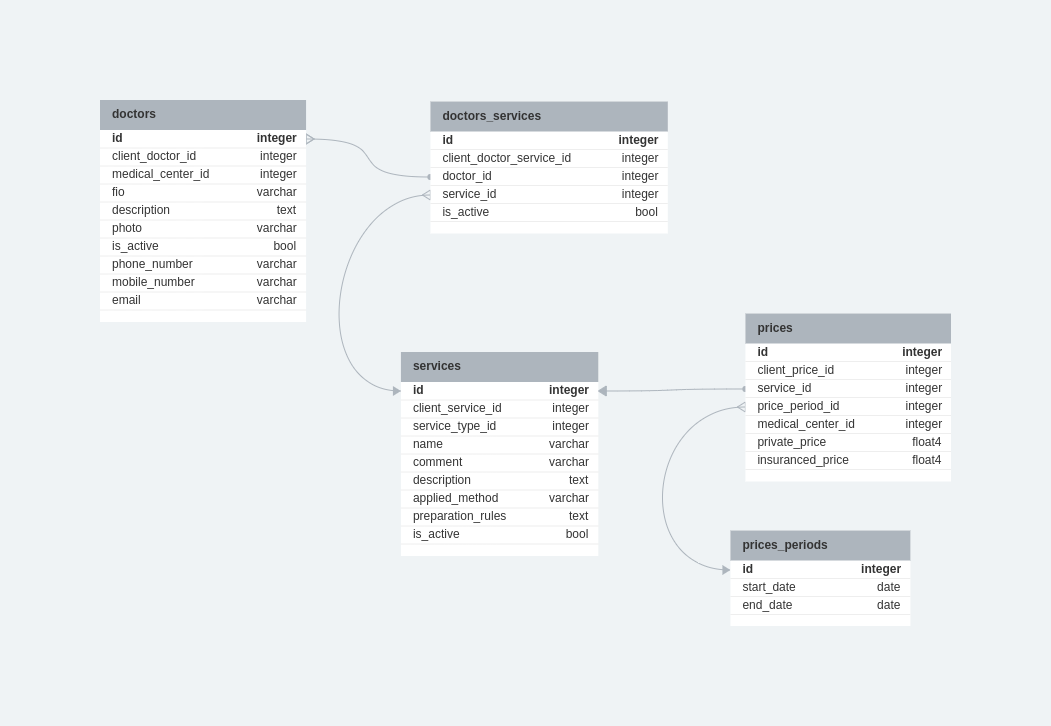 doctors
id integer
client_doctor_id integer
medical_center_id integer
fio varchar
description text
photo varchar
is_active bool
phone_number varchar
mobile_number varchar
email varchar
doctors_services
id integer
client_doctor_service_id integer
doctor_id integer
service_id integer
is_active bool
services
id integer
client_service_id integer
service_type_id integer
name varchar
comment varchar
description text
applied_method varchar
preparation_rules text
is_active bool
prices
id integer
client_price_id integer
service_id integer
price_period_id integer
medical_center_id integer
private_price float4
insuranced_price float4
prices_periods
id integer
start_date date
end_date date